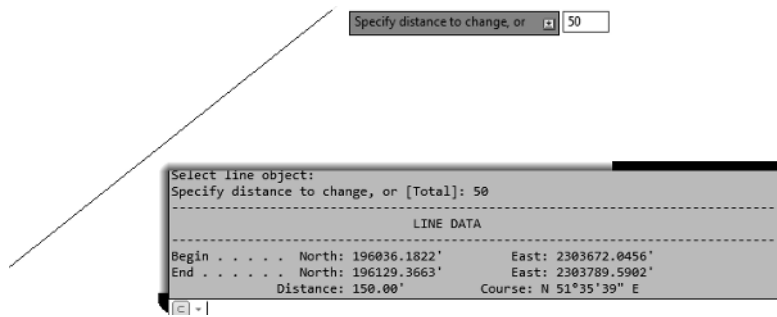 Specify distance to change, or 50
Select line object:
Specify distance to change, or [Total]: 50
LINE DATA
Begin . . . . . North: 196036.1822' East: 2303672.0456'
End . . . . . . North: 196129.3663' East: 2303789.5902'
Distance: 150.00' Course: N 51°35'39" E